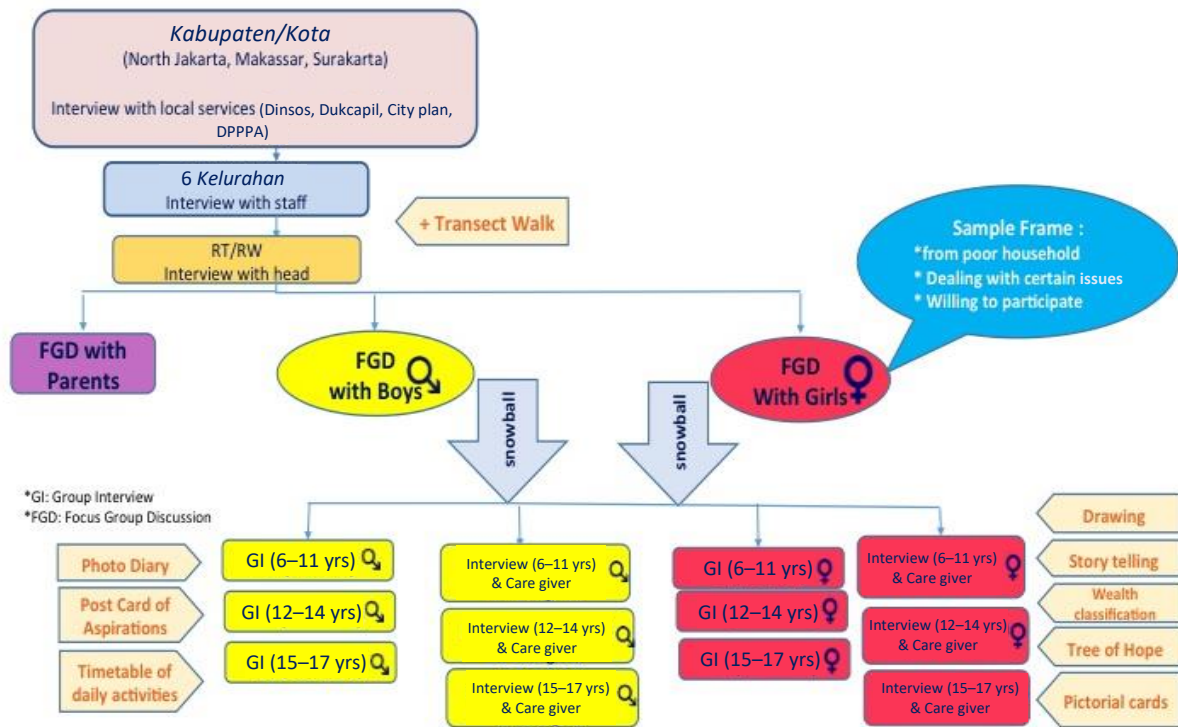 Kabupaten/Kota
(North Jakarta, Makassar, Surakarta)
Interview with local services (Dinsos, Dukcapil, City plan,
DPPPA)
6 Kelurahan
Interview with staff
+ Transect Walk
RT/RW
Interview with head
Sample Frame :
*from poor household
* Dealing with certain issues
* Willing to participate
FGD with
Parents
FGD
with Boys
FGD
With Girls
snowball
snowball
*GI: Group Interview
*FGD: Focus Group Discussion
Photo Diary
Post Card of
Aspirations
Timetable of
daily activities
GI (6–11 yrs)
GI (12–14 yrs)
GI (15–17 yrs)
Interview (6–11 yrs)
& Care giver
Interview (12–14 yrs)
& Care giver
Interview (15–17 yrs)
& Care giver
GI (6–11 yrs)
GI (12–14 yrs)
GI (15–17 yrs)
Interview (6–11 yrs)
& Care giver
Interview (12–14 yrs)
& Care giver
Interview (15–17 yrs)
& Care giver
Drawing
Story telling
Wealth
classification
Tree of Hope
Pictorial cards